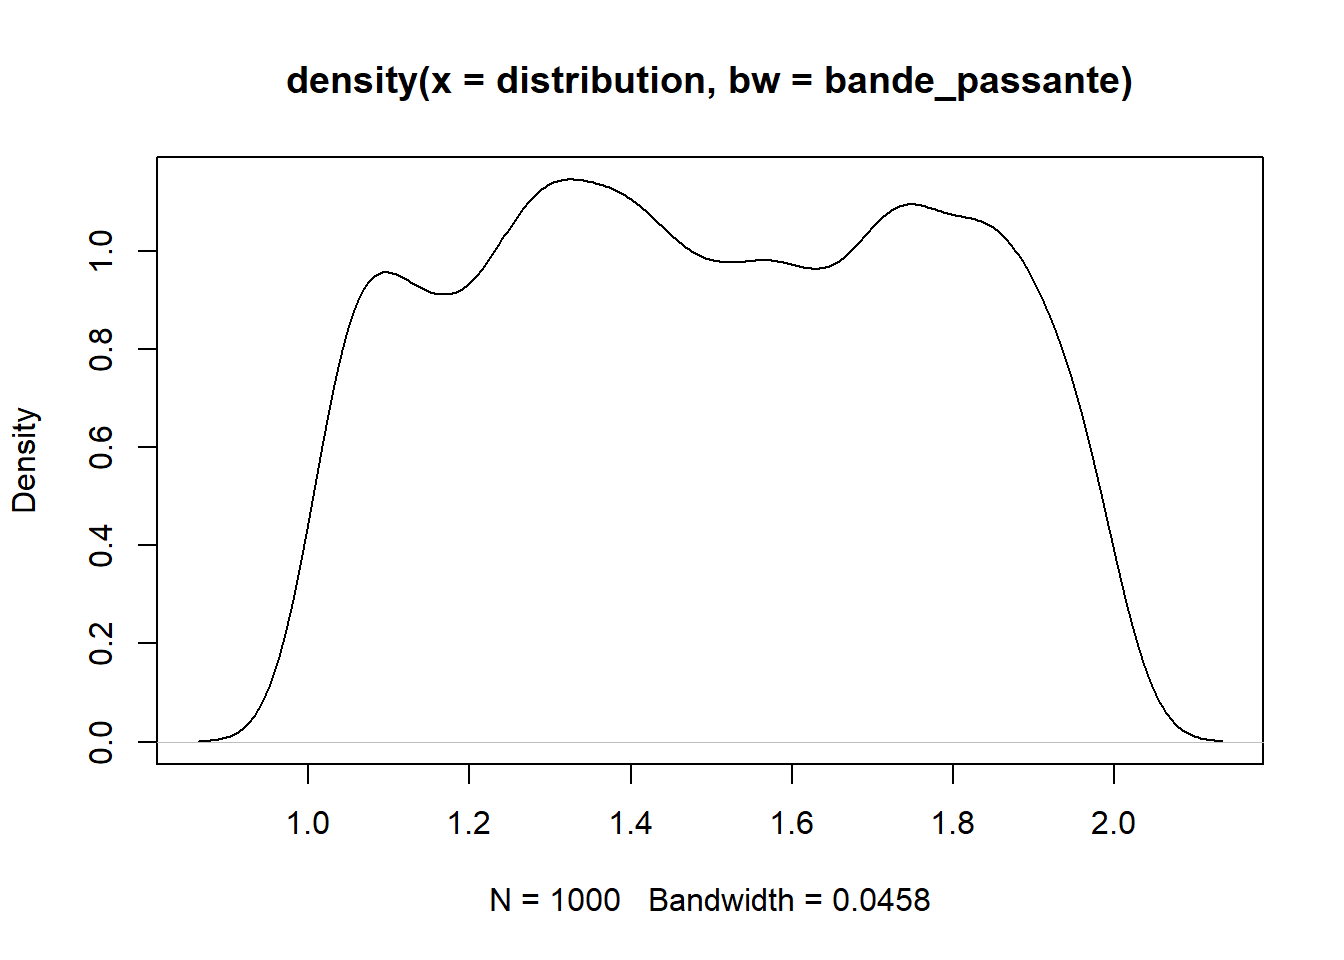 density(x = distribution, bw = bande_passante)
Density
0.0 0.2 0.4 0.6 0.8 1.0
1.0 1.2 1.4 1.6 1.8 2.0
N = 1000 Bandwidth = 0.0458